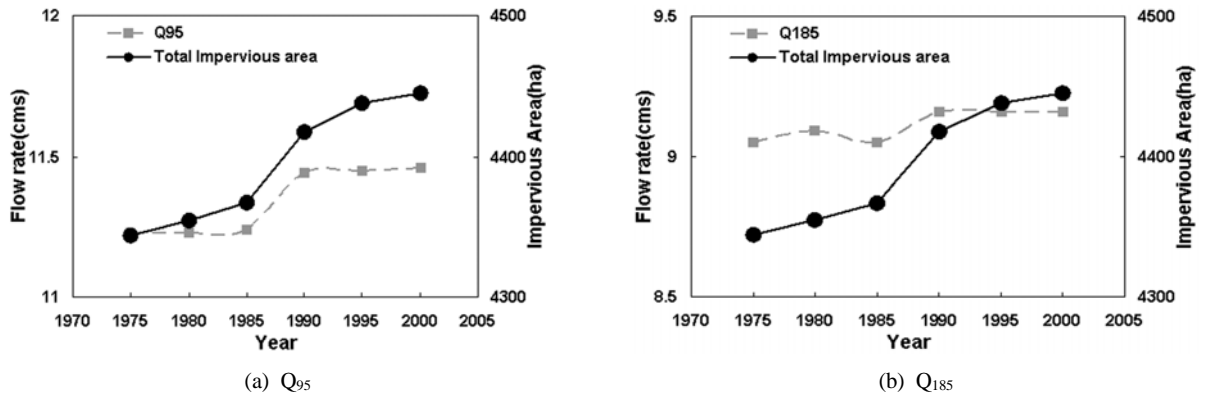 12
11.5
11
Flow rate(cms)
Q95
Total Impervious area
4500
4400
4300
Impervious Area(ha)
1970 1975 1980 1985 1990 1995 2000 2005
Year
(a) Q95
9.5
9
8.5
Flow rate(cms)
Q185
Total Impervious area
4500
4400
4300
Impervious Area(ha)
1970 1975 1980 1985 1990 1995 2000 2005
Year
(b) Q185